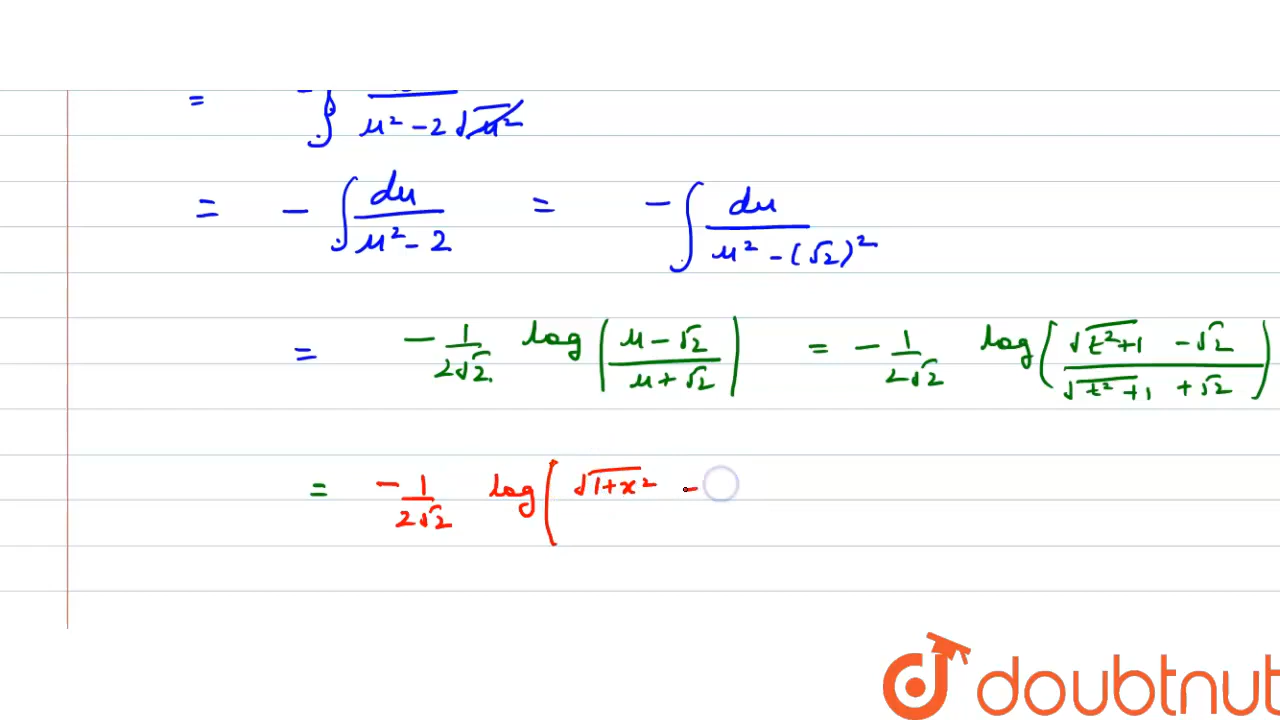 = - ∫ / u² - 2 √u²
= - ∫ du / u² - 2 = - ∫ du / u² - (√2)²
= - 1 / 2√2 log | u - √2 / u + √2 | = - 1 / 2√2 log ( √t²+1 - √2 / √t²+1 + √2 )
= - 1 / 2√2 log ( √1+x² -
doubtnut